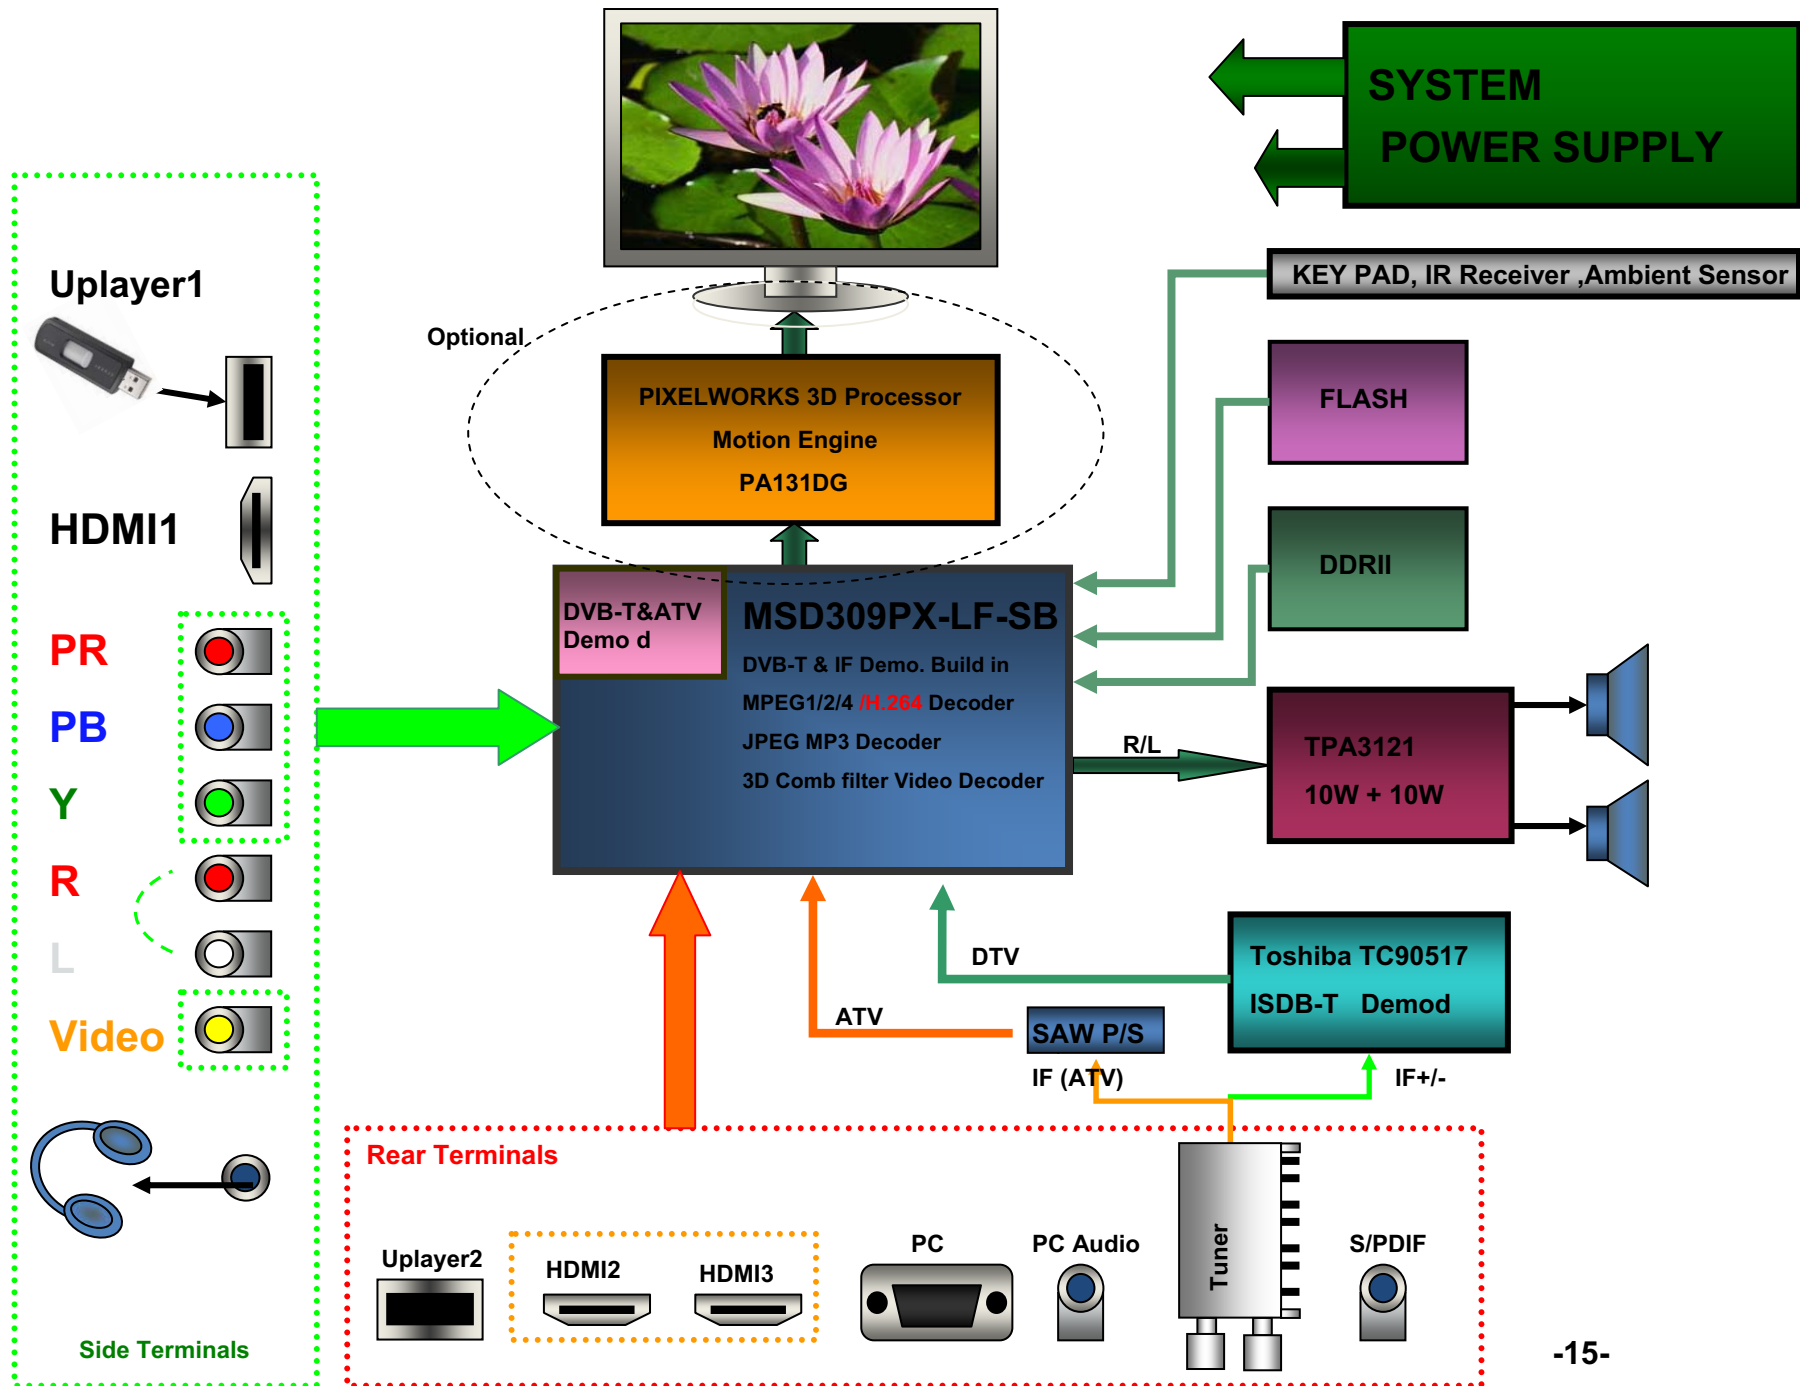 SYSTEM
POWER SUPPLY
KEY PAD, IR Receiver ,Ambient Sensor
Uplayer1
Optional
PIXELWORKS 3D Processor
Motion Engine
PA131DG
FLASH
HDMI1
DDRII
DVB-T&ATV
Demo d
MSD309PX-LF-SB
DVB-T & IF Demo. Build in
MPEG1/2/4 /H.264 Decoder
JPEG MP3 Decoder
3D Comb filter Video Decoder
PR
PB
Y
R
L
Video
R/L
TPA3121
10W + 10W
DTV
Toshiba TC90517
ISDB-T Demod
ATV
SAW P/S
IF (ATV)
IF+/-
Rear Terminals
Uplayer2
HDMI2
HDMI3
PC
PC Audio
Tuner
S/PDIF
Side Terminals
-15-